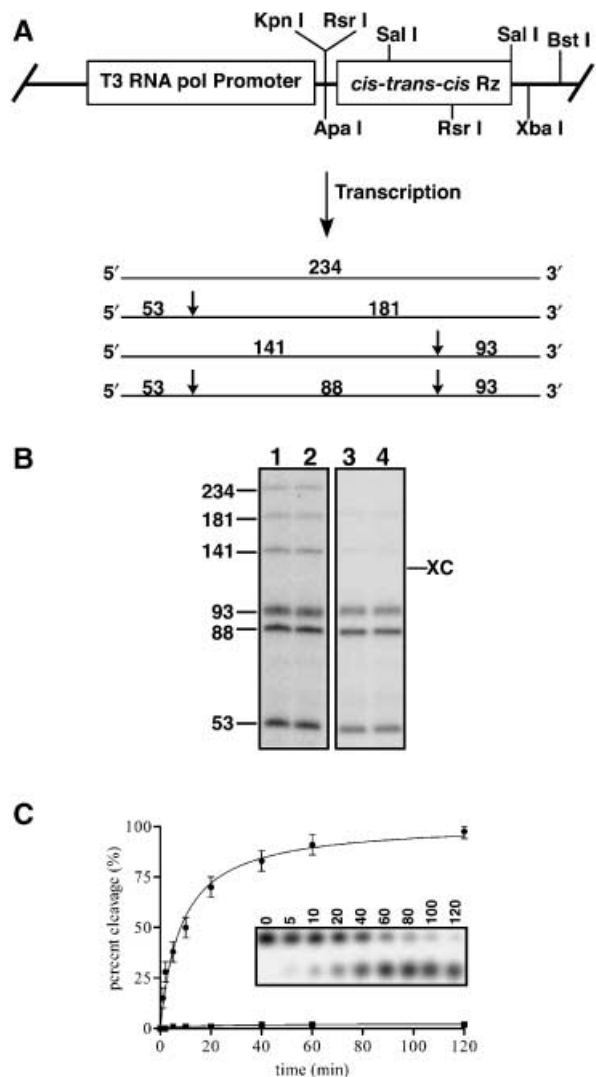 A
Kpn I Rsr I
Sal I Sal I Bst I
T3 RNA pol Promoter cis-trans-cis Rz
Apa I Rsr I Xba I
Transcription
5′ 234 3′
5′ 53 181 3′
5′ 141 93 3′
5′ 53 88 93 3′
B
1 2 3 4
234
181
141
XC
93
88
53
C
percent cleavage (%)
100
75
50
25
0
0 5 10 20 40 60 80 100 120
0 20 40 60 80 100 120
time (min)